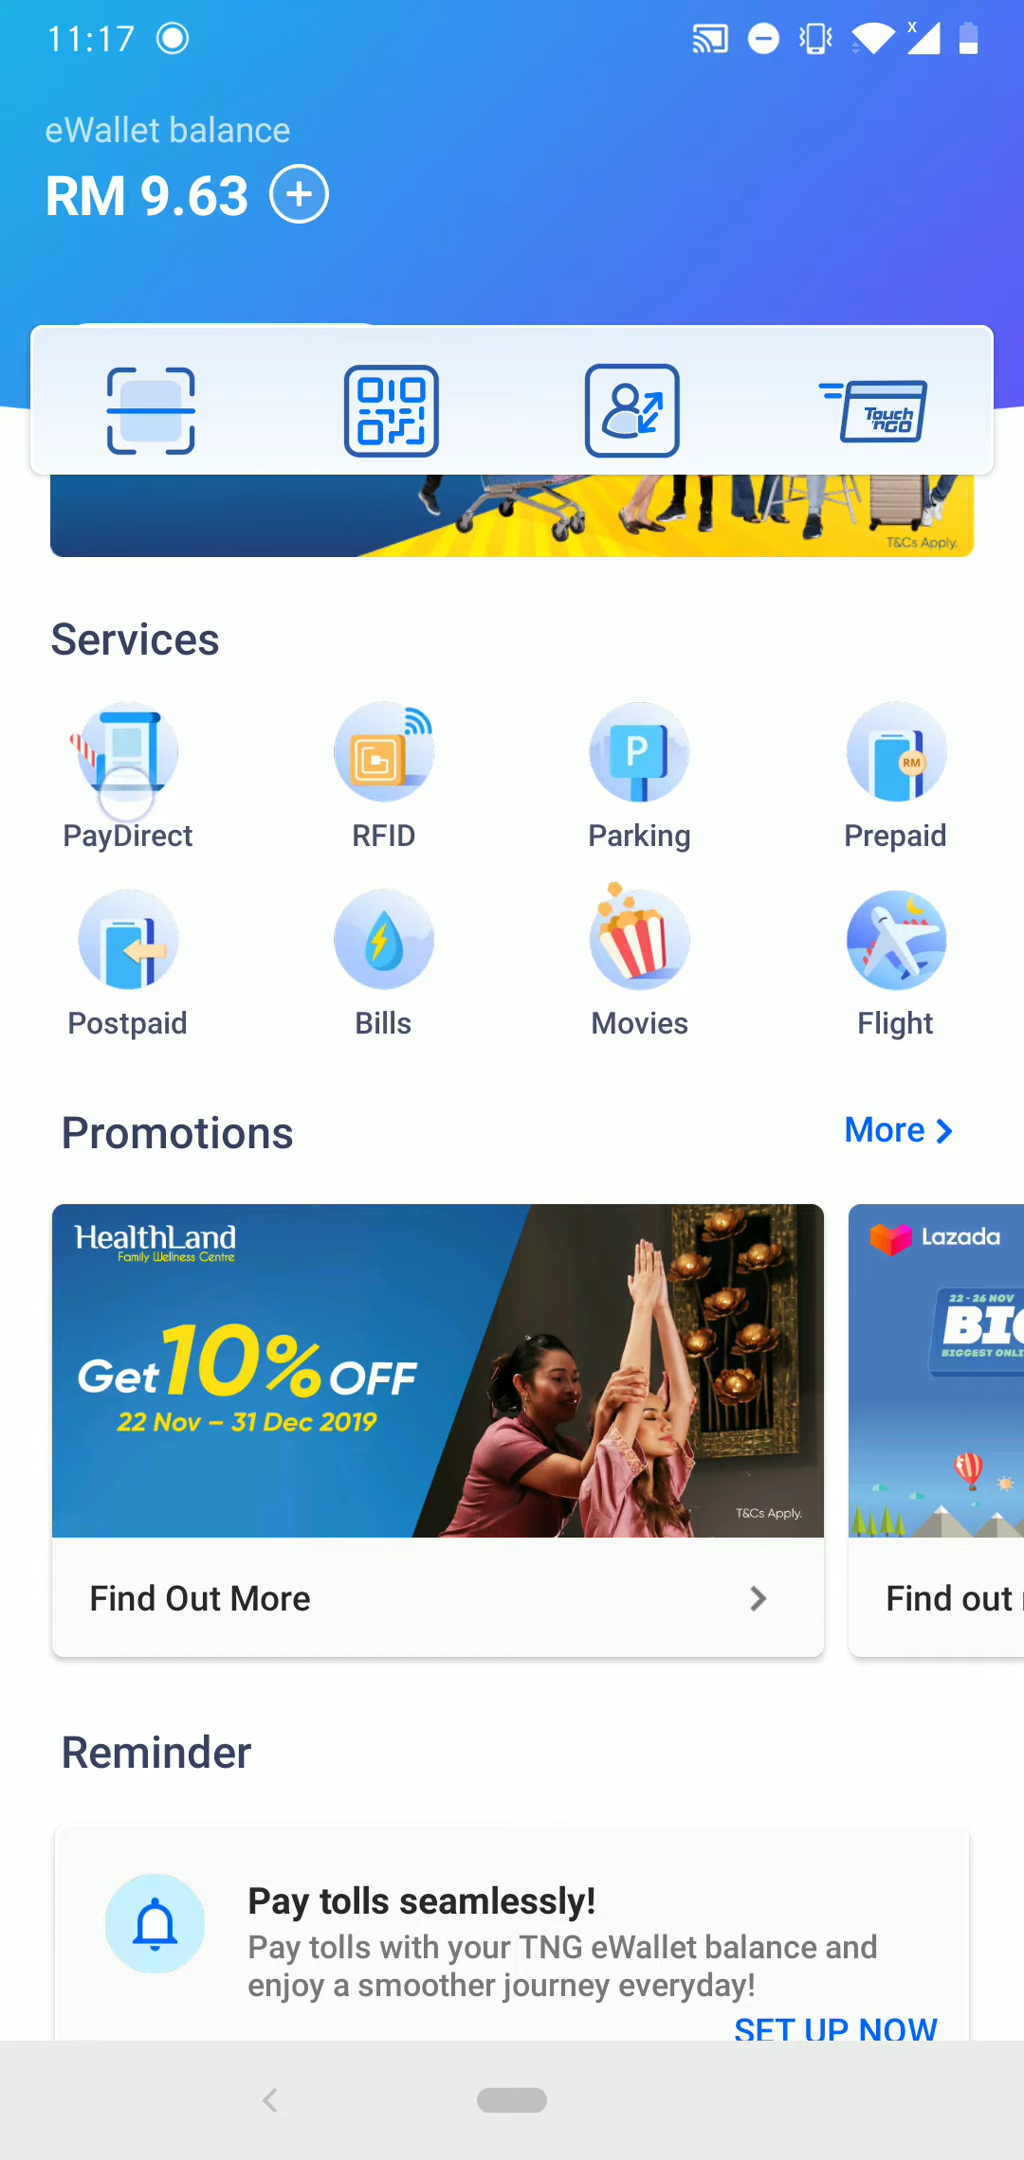 11:17
x
eWallet balance
RM 9.63
Touch
'nGO
T&Cs Apply.
Services
P
RM
PayDirect
RFID
Parking
Prepaid
Postpaid
Bills
Movies
Flight
Promotions
More
HealthLand
Family Wellness Centre
Get 10% OFF
22 Nov – 31 Dec 2019
T&Cs Apply.
Find Out More
Lazada
22 - 26 NOV
BIGGEST
Find out
Reminder
Pay tolls seamlessly!
Pay tolls with your TNG eWallet balance and
enjoy a smoother journey everyday!
SET UP NOW